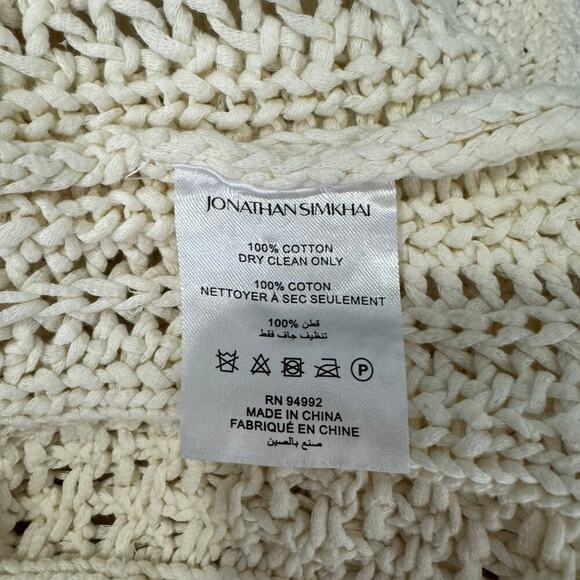 JONATHAN SIMKHAI
100% COTTON
DRY CLEAN ONLY
100% COTON
NETTOYER À SEC SEULEMENT
قطن %100
تنظيف جاف فقط
P
RN 94992
MADE IN CHINA
FABRIQUÉ EN CHINE
صنع بالصين